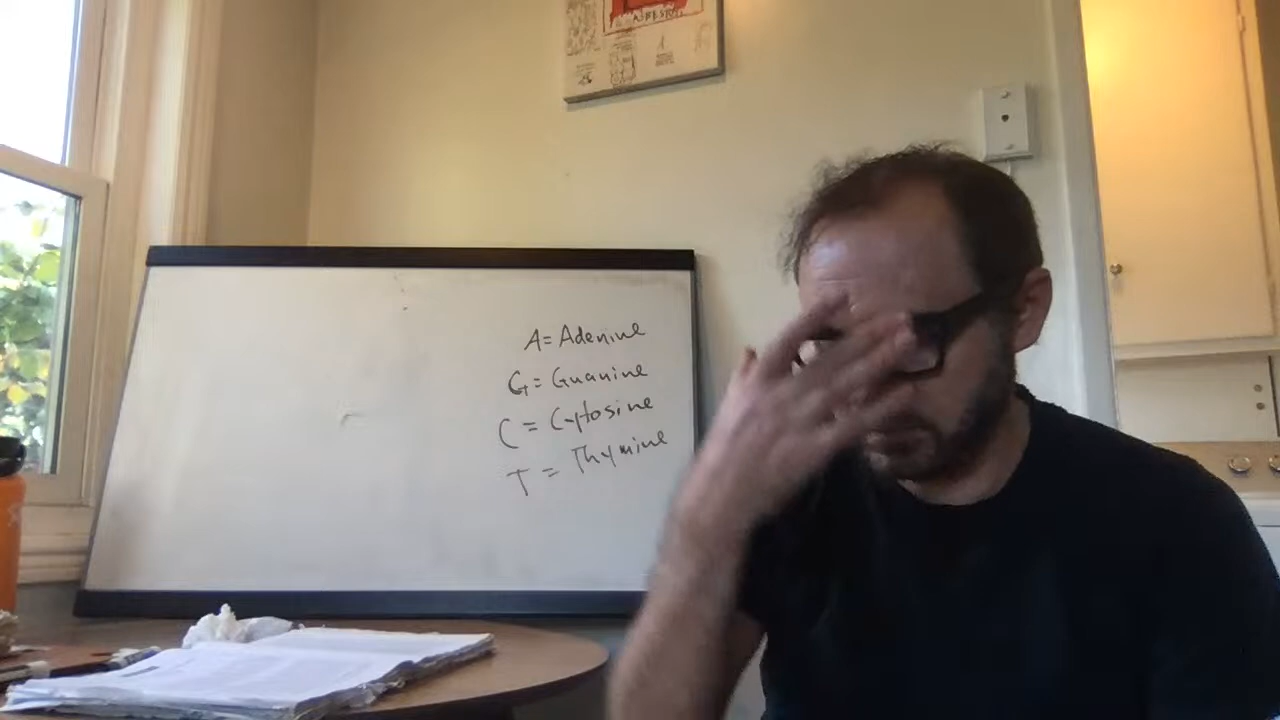 A = Adenine
G = Guanine
C = Cytosine
T = Thymine